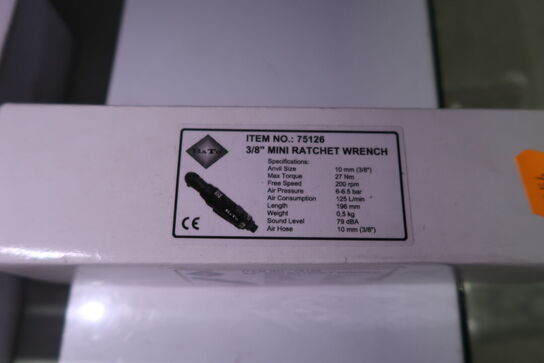 BaTo
ITEM NO.: 75126
3/8" MINI RATCHET WRENCH
Specifications:
Anvil Size 10 mm (3/8")
Max Torque 27 Nm
Free Speed 200 rpm
Air Pressure 6-6.5 bar
Air Consumption 125 L/min
Length 196 mm
Weight 0,5 kg
Sound Level 79 dBA
Air Hose 10 mm (3/8")
BaTo
CE